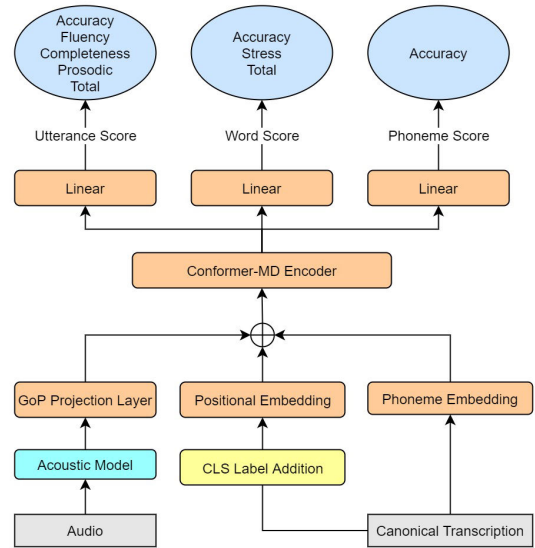 Accuracy
Fluency
Completeness
Prosodic
Total
Accuracy
Stress
Total
Accuracy
Utterance Score
Word Score
Phoneme Score
Linear
Linear
Linear
Conformer-MD Encoder
GoP Projection Layer
Positional Embedding
Phoneme Embedding
Acoustic Model
CLS Label Addition
Audio
Canonical Transcription